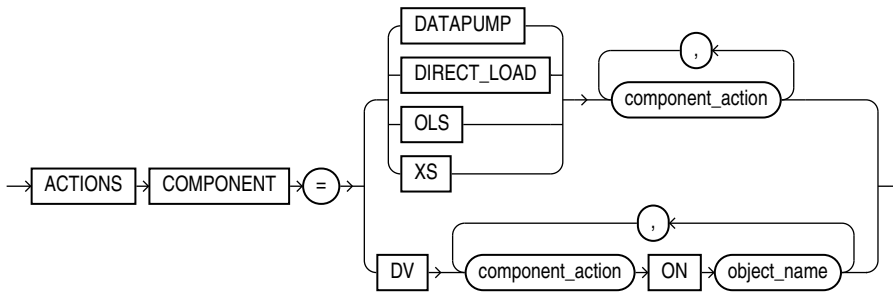 DATAPUMP
DIRECT_LOAD
,
component_action
OLS
XS
ACTIONS COMPONENT =
,
DV component_action ON object_name